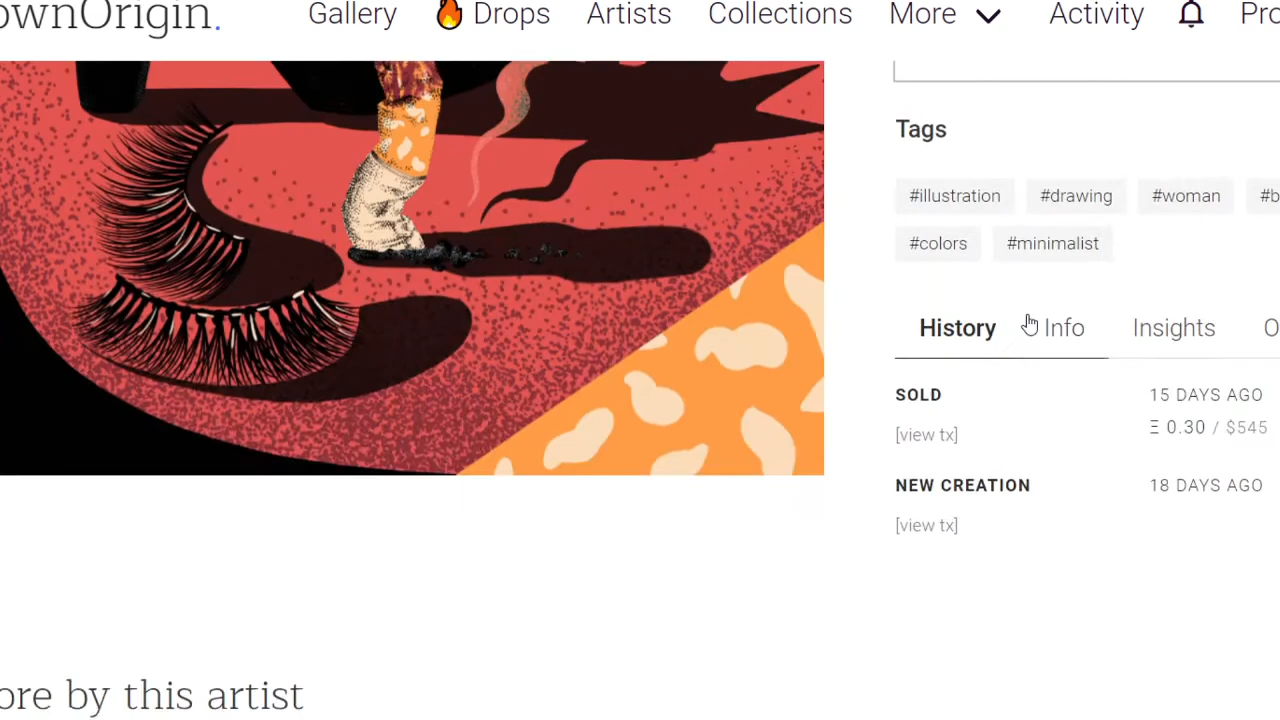 ownOrigin.
Gallery 🔥 Drops Artists Collections More Activity Pro
Tags
#illustration #drawing #woman #b
#colors #minimalist
History Info Insights O
SOLD 15 DAYS AGO
[view tx] Ξ 0.30 / $545
NEW CREATION 18 DAYS AGO
[view tx]
ore by this artist